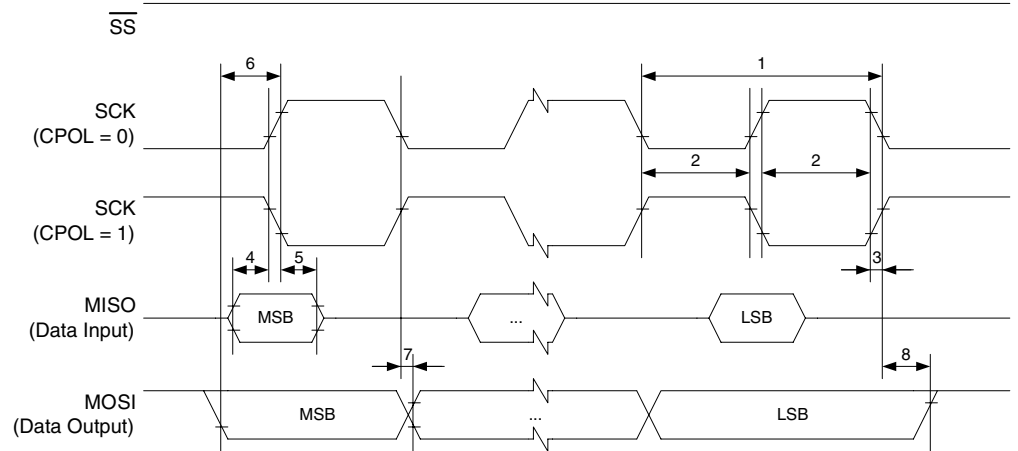 SS
6
1
SCK
(CPOL = 0)
2
2
SCK
(CPOL = 1)
4
5
3
MISO
(Data Input)
MSB
...
LSB
7
8
MOSI
(Data Output)
MSB
...
LSB